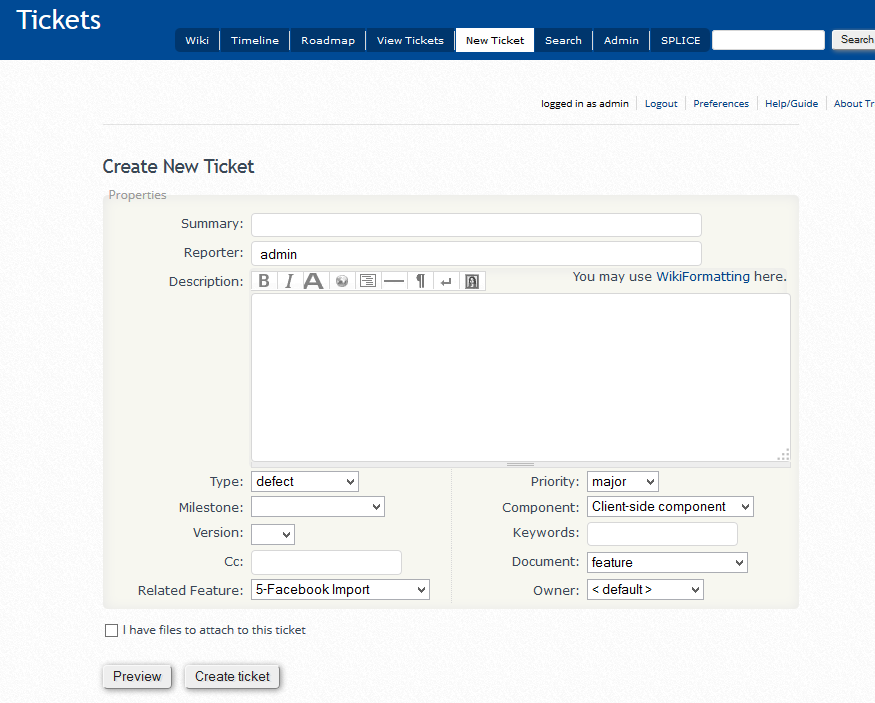 Tickets
Wiki Timeline Roadmap View Tickets New Ticket Search Admin SPLICE Search
logged in as admin Logout Preferences Help/Guide About Tr
Create New Ticket
Properties
Summary:
Reporter: admin
Description: B I A ¶ You may use WikiFormatting here.
Type: defect Priority: major
Milestone: Component: Client-side component
Version: Keywords:
Cc: Document: feature
Related Feature: 5-Facebook Import Owner: < default >
I have files to attach to this ticket
Preview Create ticket